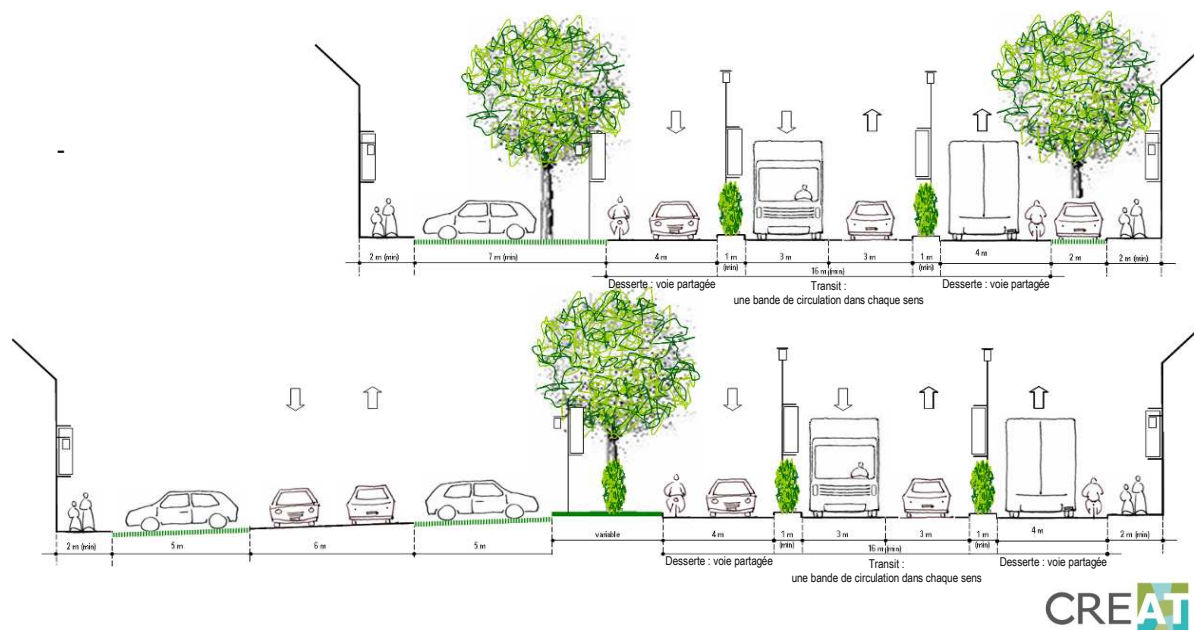 -
2 m (min) 7 m (min) 4 m 1 m (min) 3 m 3 m 1 m (min) 4 m 2 m 2 m (min)
16 m (min)
Desserte : voie partagée Transit : Desserte : voie partagée
une bande de circulation dans chaque sens
2 m (min) 5 m 6 m 5 m variable 4 m 1 m (min) 3 m 3 m 1 m (min) 4 m 2 m (min)
16 m (min)
Desserte : voie partagée Transit : Desserte : voie partagée
une bande de circulation dans chaque sens
CREAT